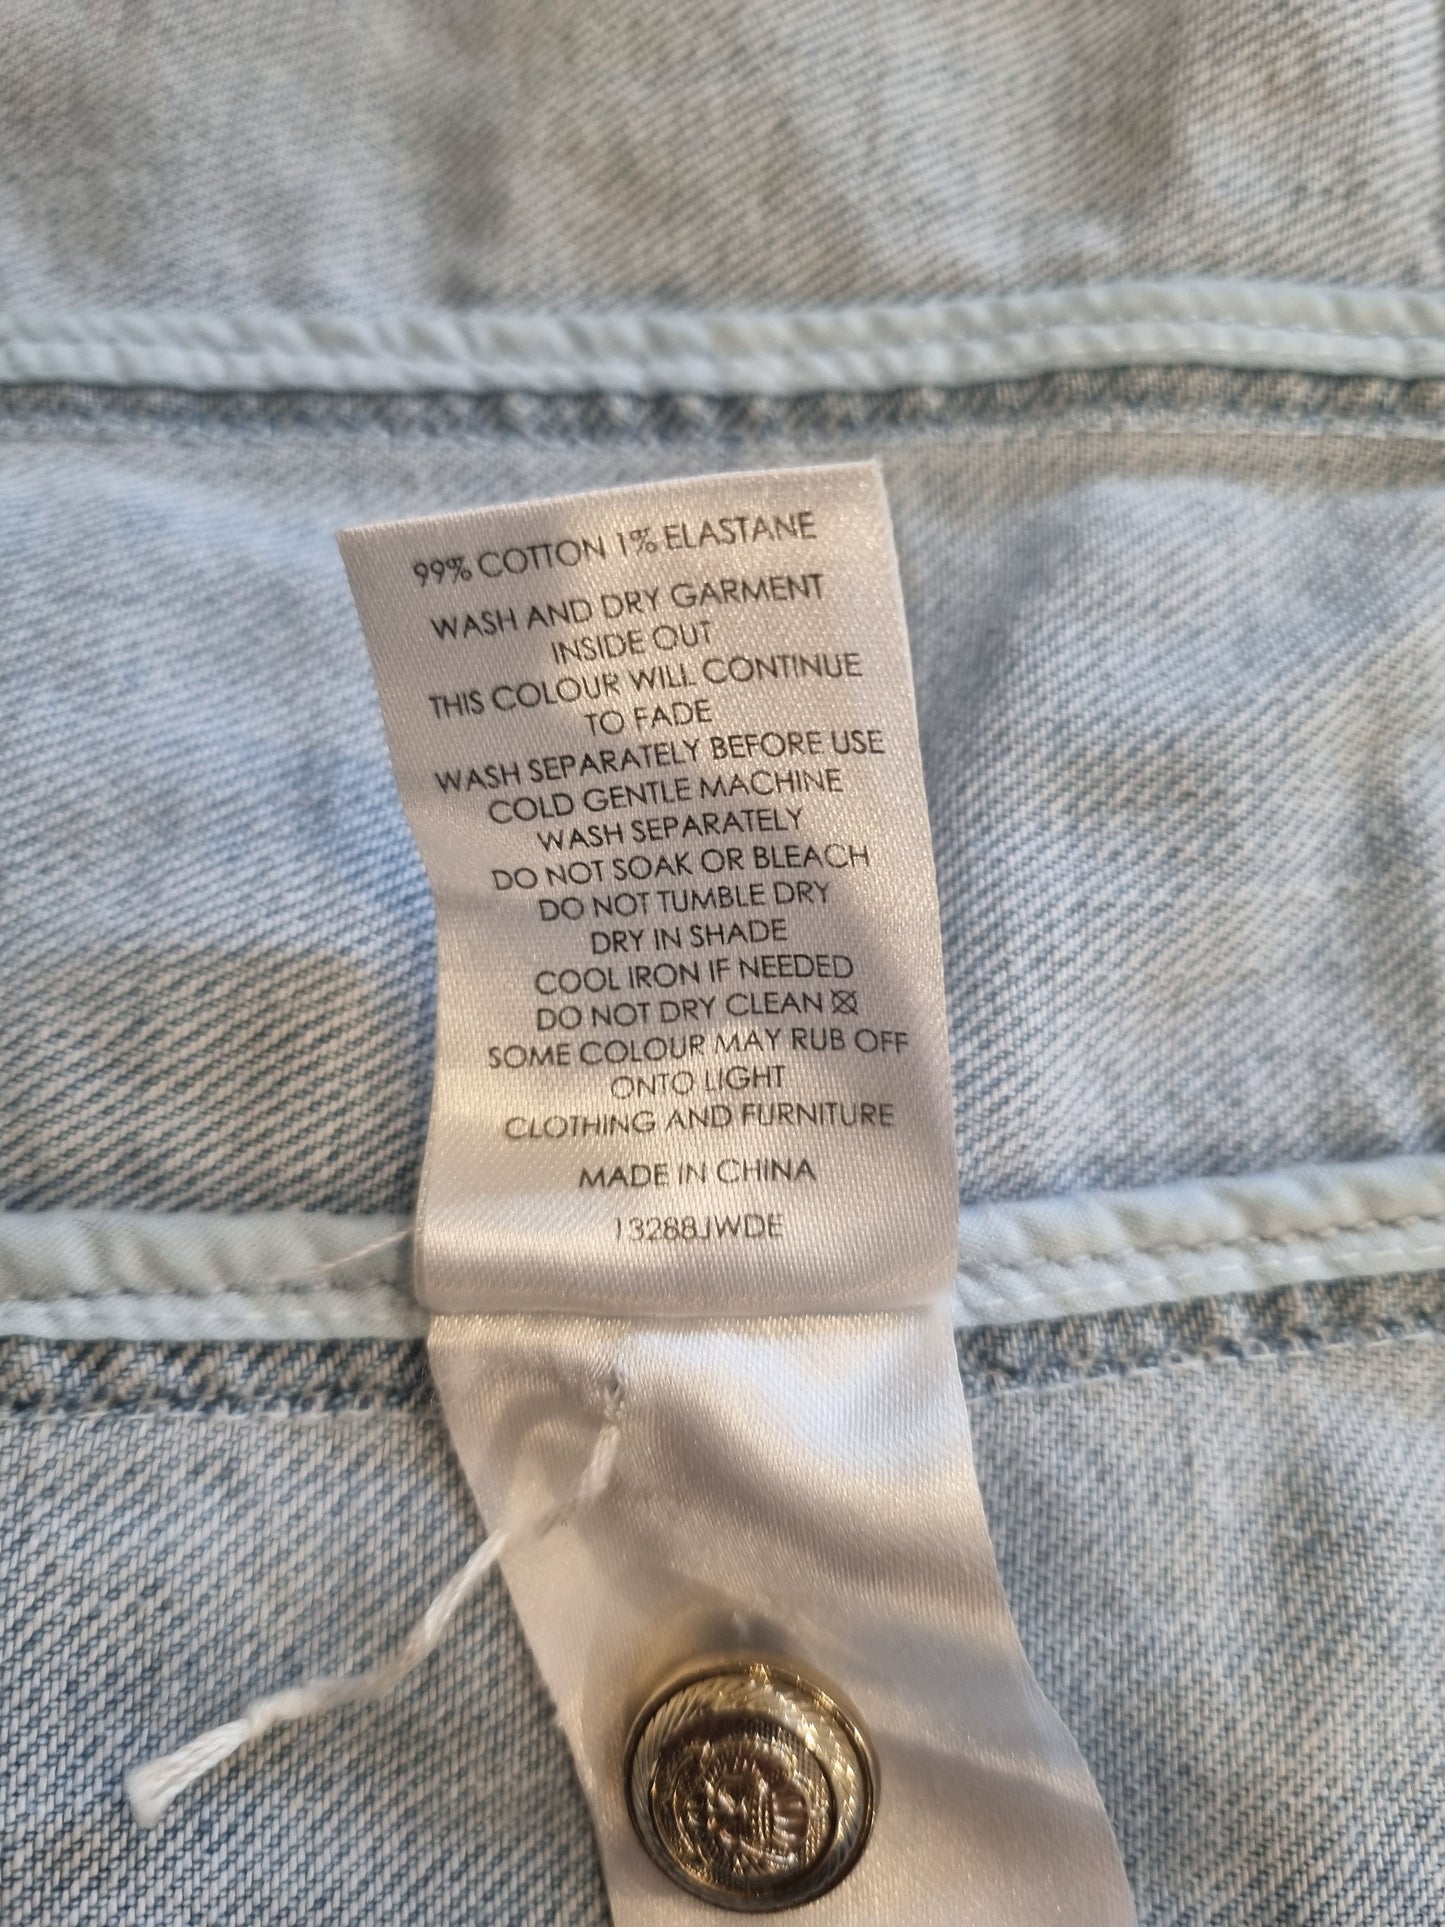 99% COTTON 1% ELASTANE
WASH AND DRY GARMENT
INSIDE OUT
THIS COLOUR WILL CONTINUE
TO FADE
WASH SEPARATELY BEFORE USE
COLD GENTLE MACHINE
WASH SEPARATELY
DO NOT SOAK OR BLEACH
DO NOT TUMBLE DRY
DRY IN SHADE
COOL IRON IF NEEDED
DO NOT DRY CLEAN
SOME COLOUR MAY RUB OFF
ONTO LIGHT
CLOTHING AND FURNITURE
MADE IN CHINA
13288JWDE